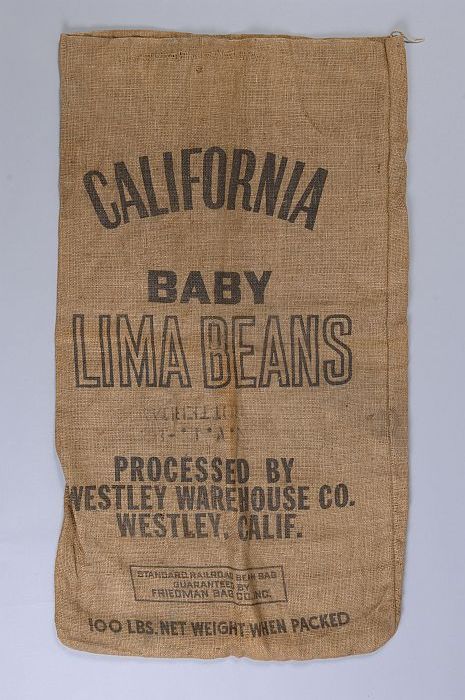 CALIFORNIA
BABY
LIMA BEANS
PROCESSED BY
WESTLEY WAREHOUSE CO.
WESTLEY, CALIF.
STANDARD RAILROAD BEAN BAG
GUARANTEED BY
FRIEDMAN BAG CO. INC.
100 LBS. NET WEIGHT WHEN PACKED